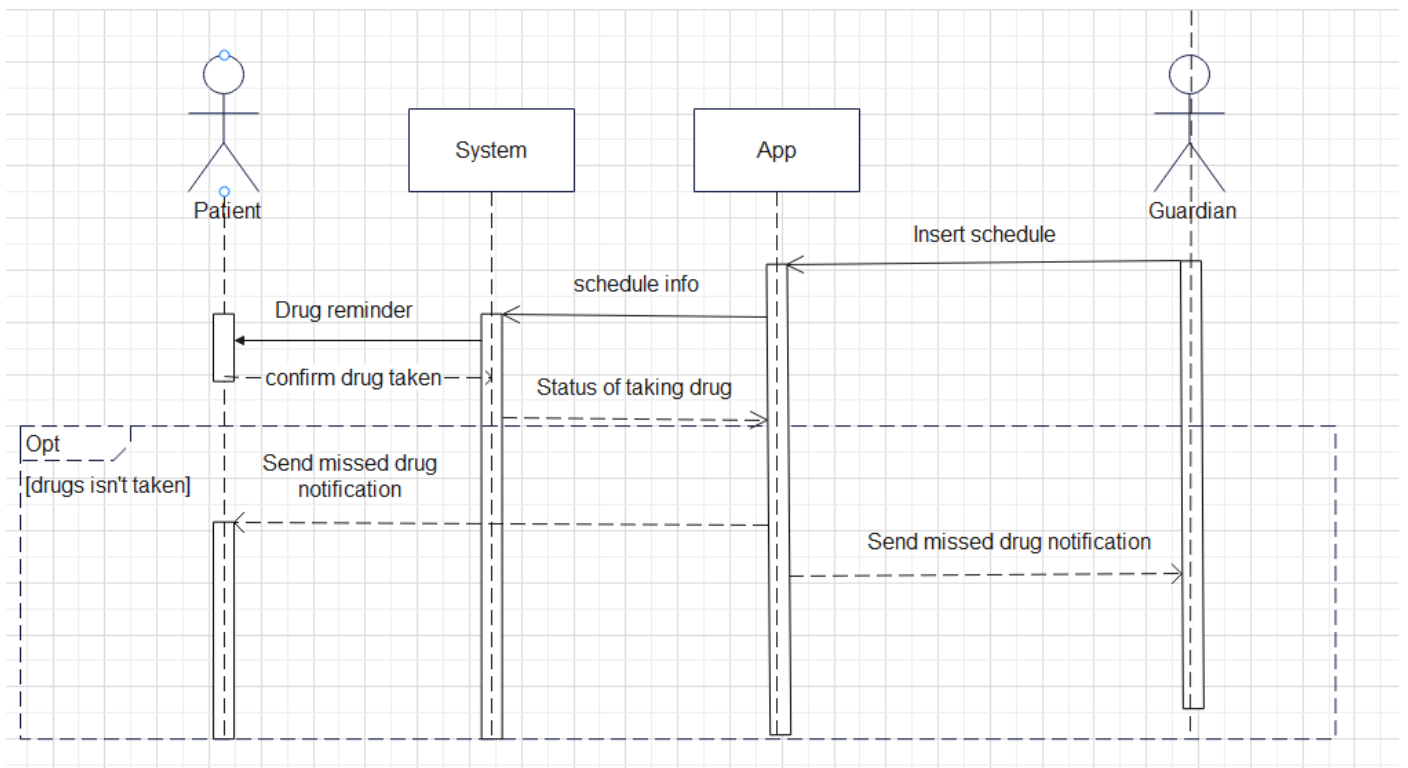 System
App
Patient
Guardian
Insert schedule
schedule info
Drug reminder
confirm drug taken
Status of taking drug
Opt
[drugs isn't taken]
Send missed drug
notification
Send missed drug notification